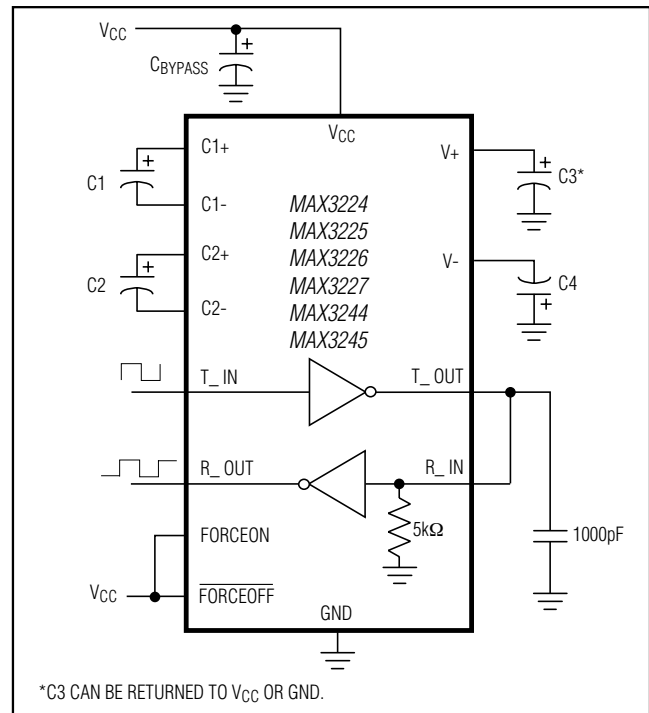 VCC
CBYPASS
+
VCC
C1+
C1-
C1
+
C2+
C2-
C2
+
V+
C3*
+
V-
C4
+
MAX3224
MAX3225
MAX3226
MAX3227
MAX3244
MAX3245
T_ IN
T_ OUT
R_ OUT
R_ IN
5kΩ
1000pF
FORCEON
VCC
FORCEOFF
GND
*C3 CAN BE RETURNED TO VCC OR GND.